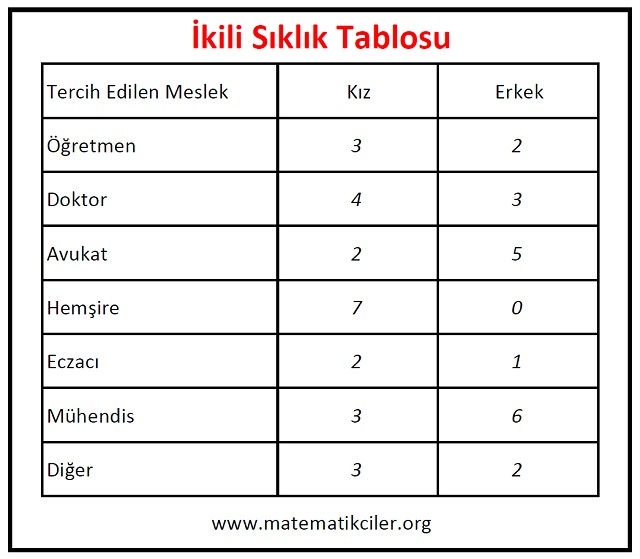 İkili Sıklık Tablosu
Tercih Edilen Meslek Kız Erkek
Öğretmen 3 2
Doktor 4 3
Avukat 2 5
Hemşire 7 0
Eczacı 2 1
Mühendis 3 6
Diğer 3 2
www.matematikciler.org